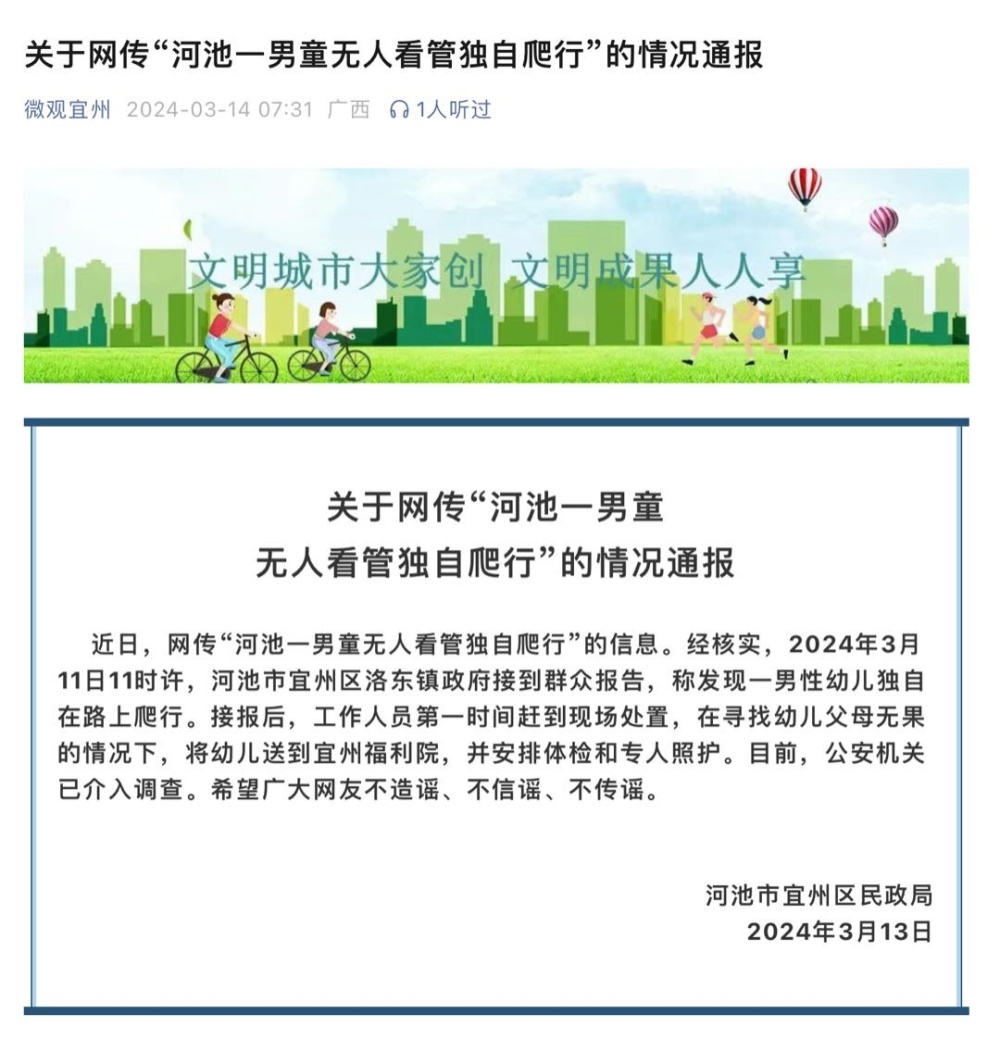 关于网传“河池一男童无人看管独自爬行”的情况通报
微观宜州 2024-03-14 07:31 广西 1人听过
文明城市大家创 文明成果人人享
关于网传“河池一男童
无人看管独自爬行”的情况通报
近日，网传“河池一男童无人看管独自爬行”的信息。经核实，2024年3月
11日11时许，河池市宜州区洛东镇政府接到群众报告，称发现一男性幼儿独自
在路上爬行。接报后，工作人员第一时间赶到现场处置，在寻找幼儿父母无果
的情况下，将幼儿送到宜州福利院，并安排体检和专人照护。目前，公安机关
已介入调查。希望广大网友不造谣、不信谣、不传谣。
河池市宜州区民政局
2024年3月13日